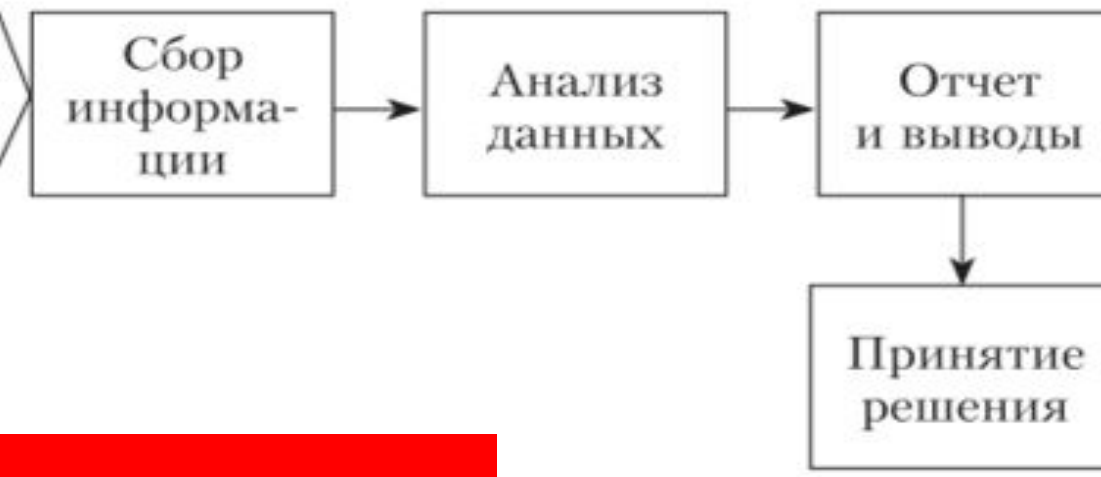 Сбор
информа-
ции
Анализ
данных
Отчет
и выводы
Принятие
решения